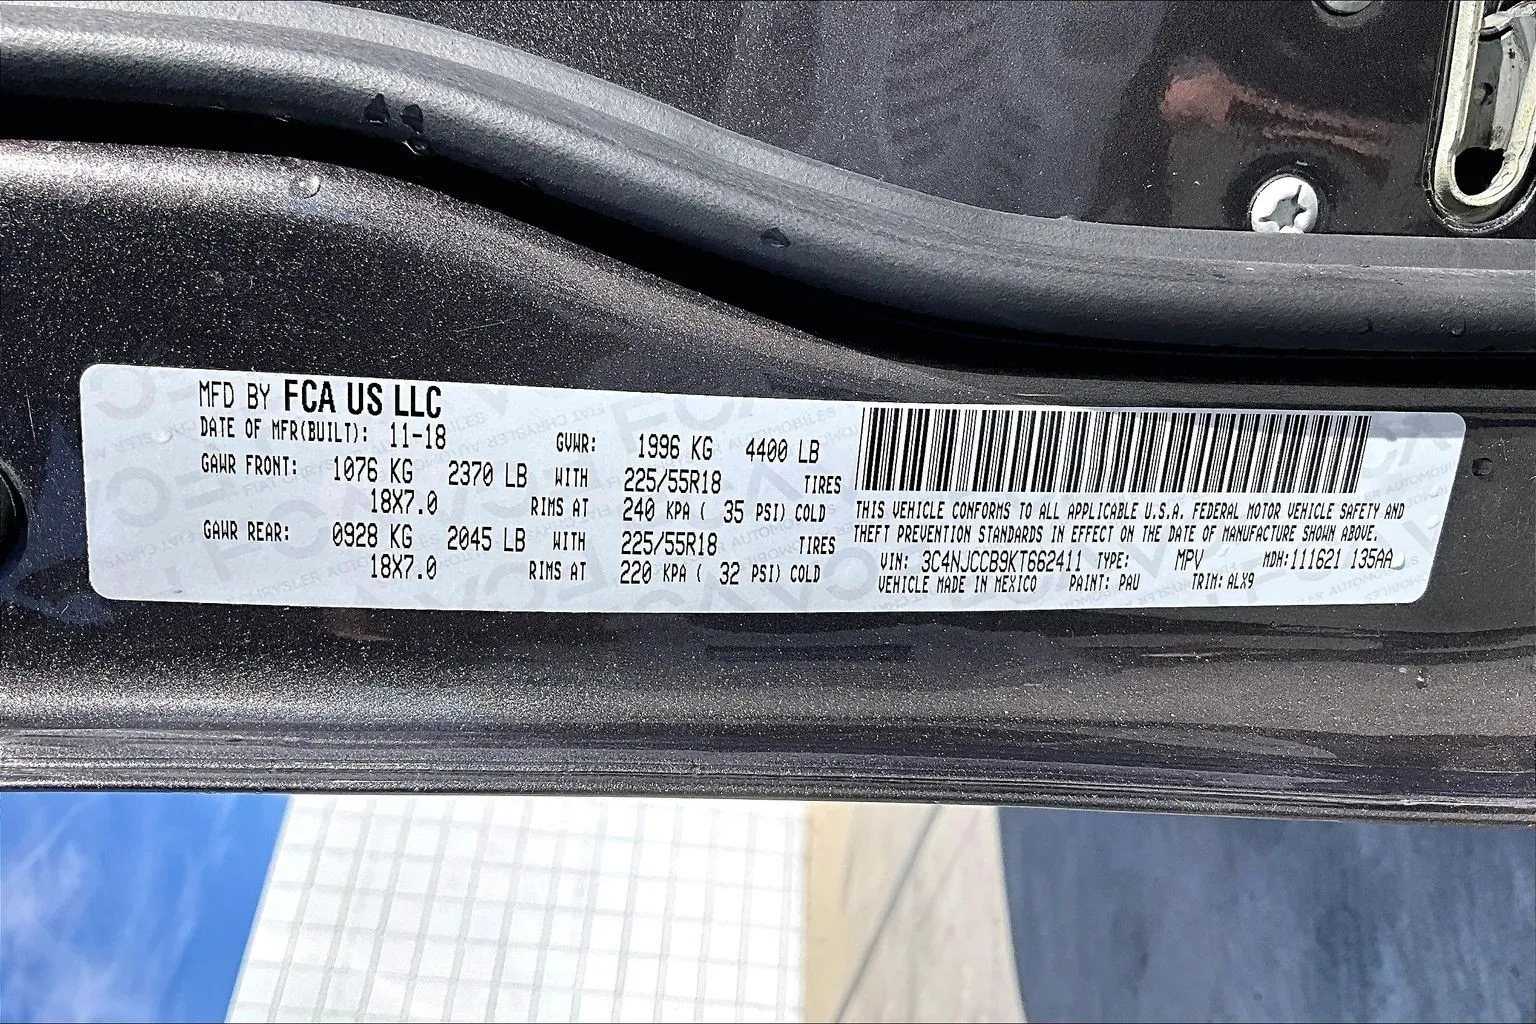 MFD BY FCA US LLC
DATE OF MFR(BUILT): 11-18 GVWR: 1996 KG 4400 LB
GAWR FRONT: 1076 KG 2370 LB WITH 225/55R18 TIRES
18X7.0 RIMS AT 240 KPA ( 35 PSI) COLD
GAWR REAR: 0928 KG 2045 LB WITH 225/55R18 TIRES
18X7.0 RIMS AT 220 KPA ( 32 PSI) COLD
THIS VEHICLE CONFORMS TO ALL APPLICABLE U.S.A. FEDERAL MOTOR VEHICLE SAFETY AND
THEFT PREVENTION STANDARDS IN EFFECT ON THE DATE OF MANUFACTURE SHOWN ABOVE.
VIN: 3C4NJCCB9KT662411 TYPE: MPV MDH:111621 135AA
VEHICLE MADE IN MEXICO PAINT: PAU TRIM: ALX9